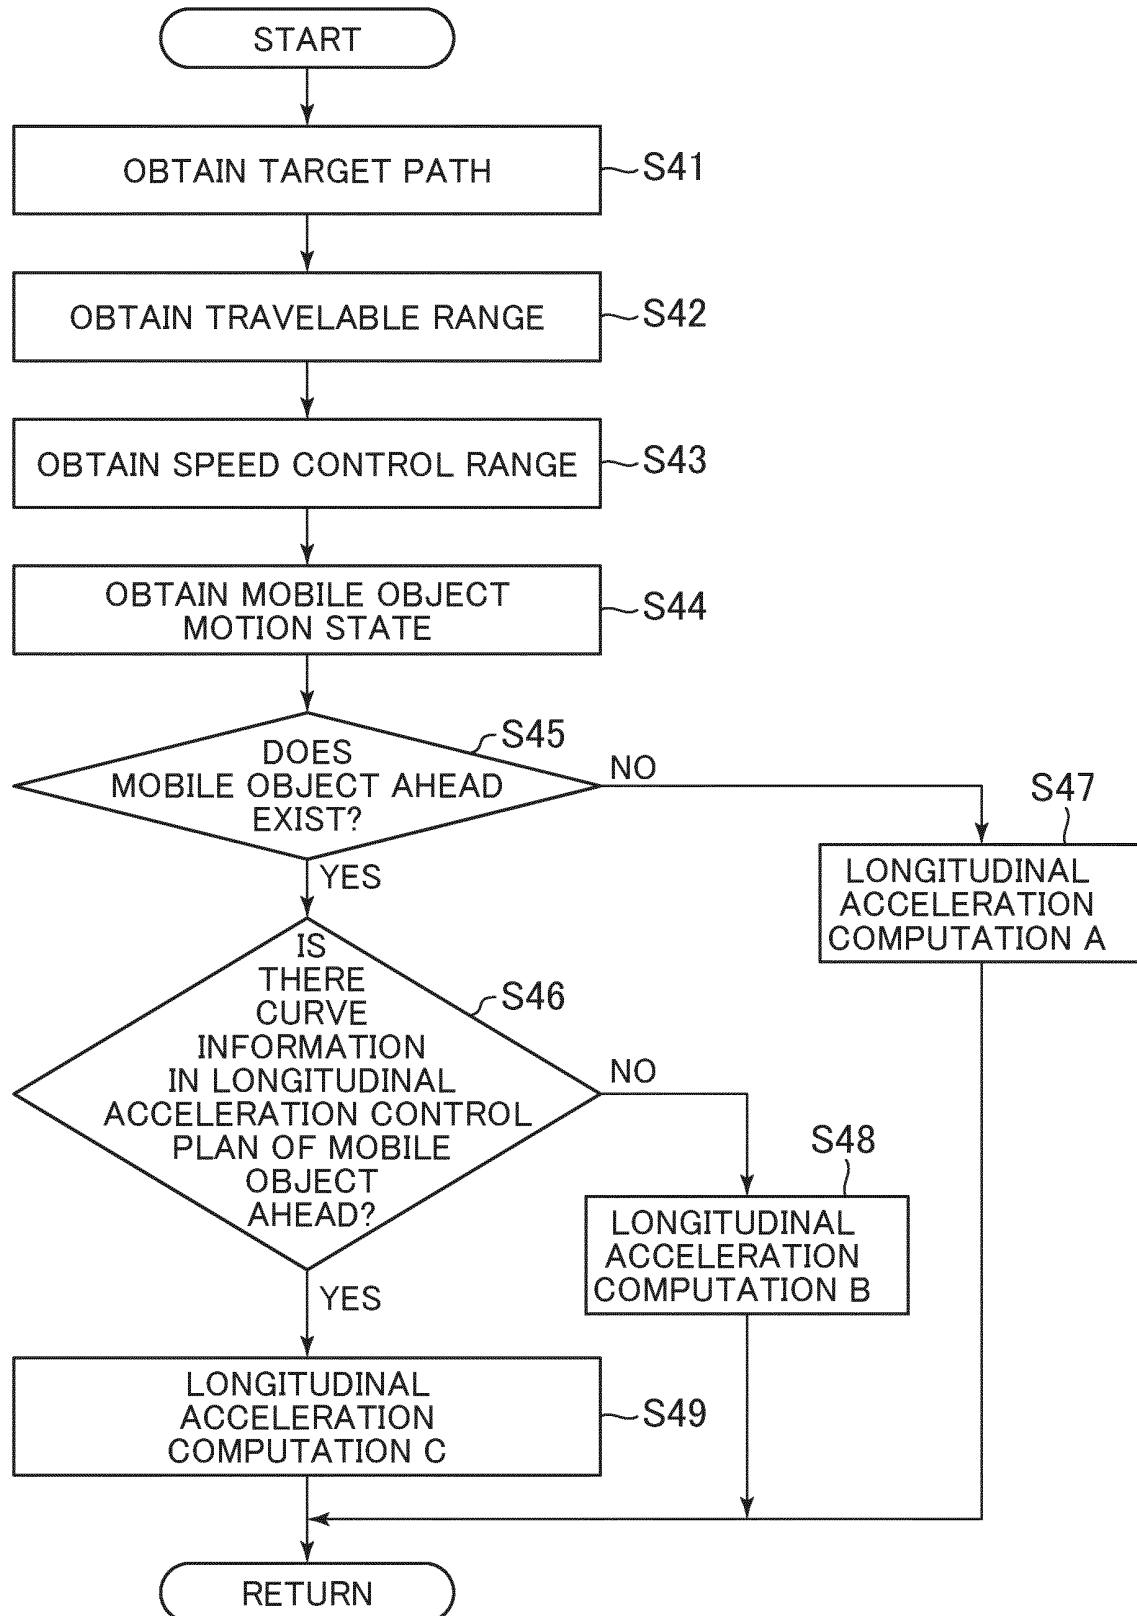 START
OBTAIN TARGET PATH
S41
OBTAIN TRAVELABLE RANGE
S42
OBTAIN SPEED CONTROL RANGE
S43
OBTAIN MOBILE OBJECT
MOTION STATE
S44
S45
DOES
MOBILE OBJECT AHEAD
EXIST?
NO
YES
S47
LONGITUDINAL
ACCELERATION
COMPUTATION A
IS
THERE
CURVE
INFORMATION
IN LONGITUDINAL
ACCELERATION CONTROL
PLAN OF MOBILE
OBJECT
AHEAD?
S46
NO
YES
S48
LONGITUDINAL
ACCELERATION
COMPUTATION B
LONGITUDINAL
ACCELERATION
COMPUTATION C
S49
RETURN